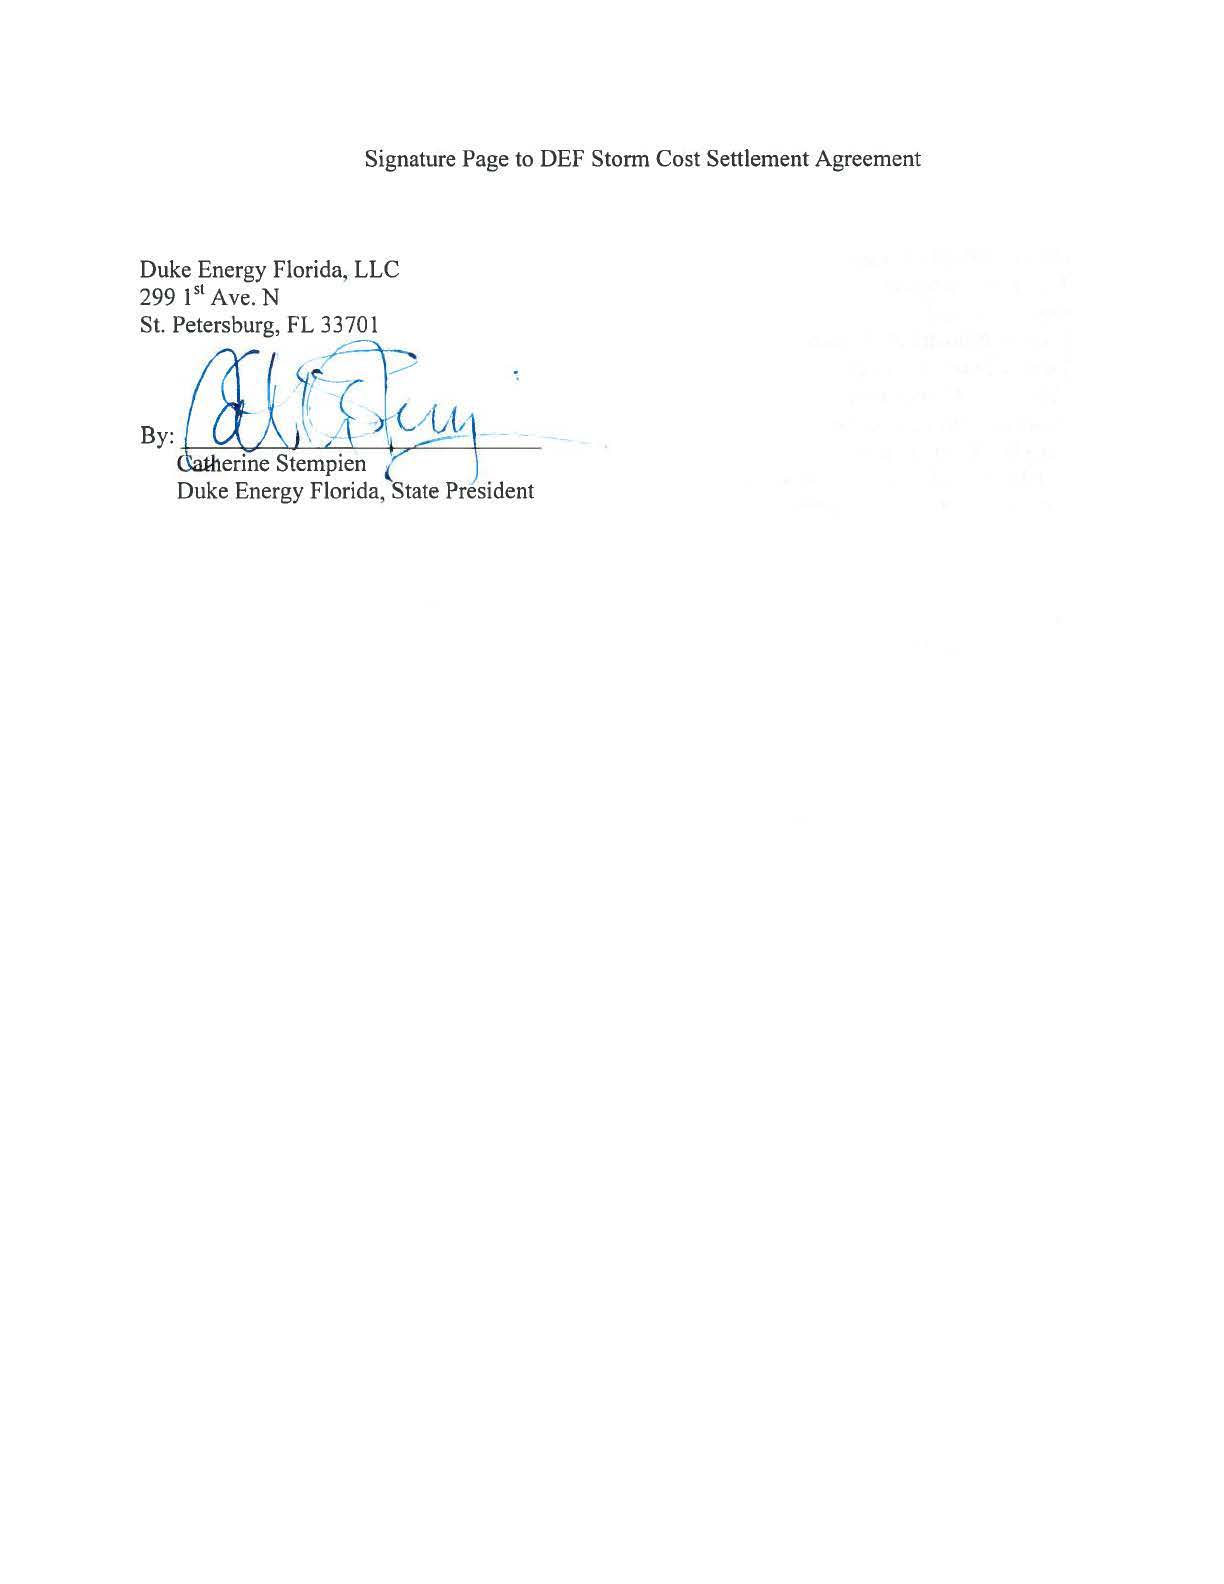 Signature Page to DEF Storm Cost Settlement Agreement
Duke Energy Florida, LLC
299 1st Ave. N
St. Petersburg, FL 33701
By:
Catherine Stempien
Duke Energy Florida, State President